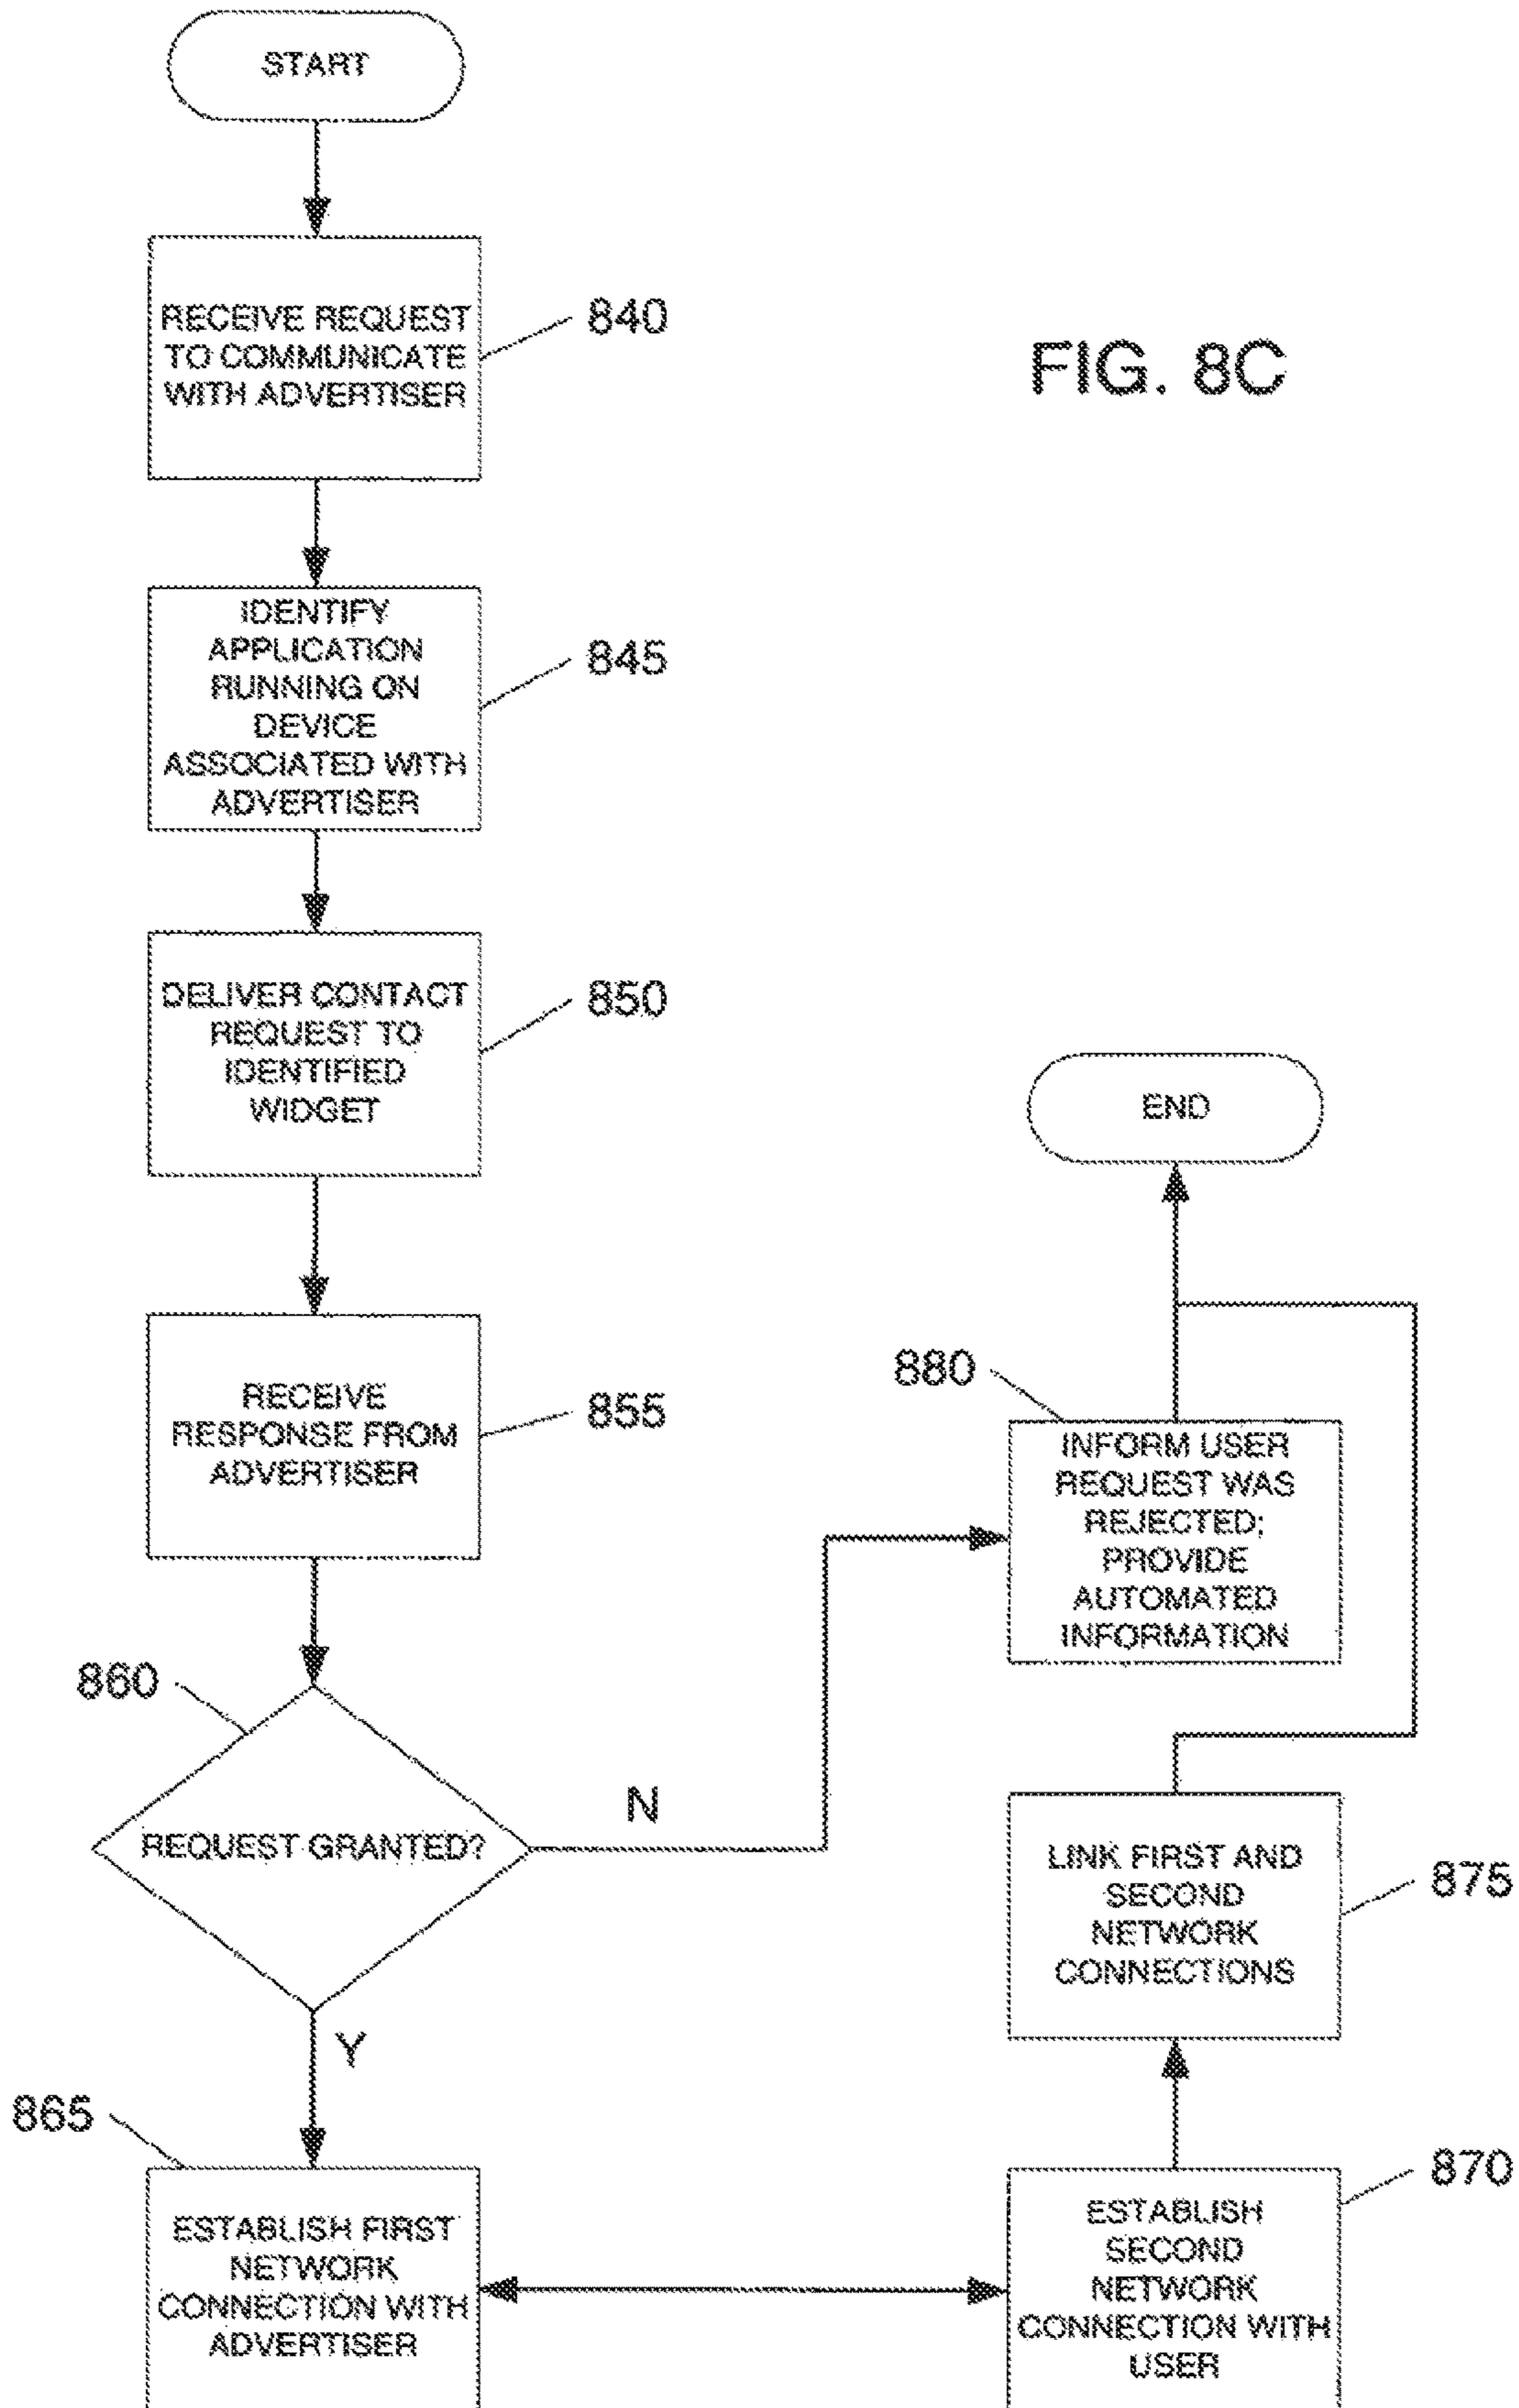 START
RECEIVE REQUEST
TO COMMUNICATE
WITH ADVERTISER
840
FIG. 8C
IDENTIFY
APPLICATION
RUNNING ON
DEVICE
ASSOCIATED WITH
ADVERTISER
845
DELIVER CONTACT
REQUEST TO
IDENTIFIED
WIDGET
850
END
RECEIVE
RESPONSE FROM
ADVERTISER
855
880
INFORM USER
REQUEST WAS
REJECTED;
PROVIDE
AUTOMATED
INFORMATION
860
REQUEST GRANTED?
N
Y
LINK FIRST AND
SECOND
NETWORK
CONNECTIONS
875
865
ESTABLISH FIRST
NETWORK
CONNECTION WITH
ADVERTISER
870
ESTABLISH
SECOND
NETWORK
CONNECTION WITH
USER